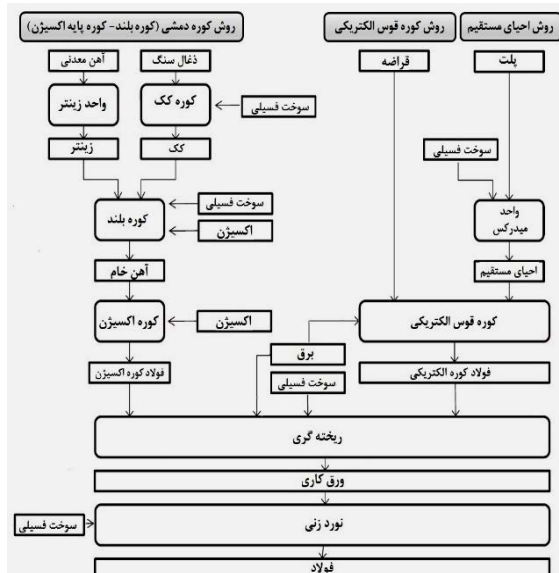 روش احیای مستقیم
روش کوره قوس الکتریکی
روش کوره دمشی (کوره بلند- کوره پایه اکسیژن)
پلت
قراضه
ذغال سنگ
آهن معدنی
سوخت فسیلی
کوره کک
واحد زینتر
سوخت فسیلی
کک
زینتر
واحد
میدرکس
سوخت فسیلی
کوره بلند
اکسیژن
احیای مستقیم
آهن خام
کوره قوس الکتریکی
اکسیژن
کوره اکسیژن
برق
فولاد کوره الکتریکی
سوخت فسیلی
فولاد کوره اکسیژن
ریخته گری
ورق کاری
نورد زنی
سوخت فسیلی
فولاد